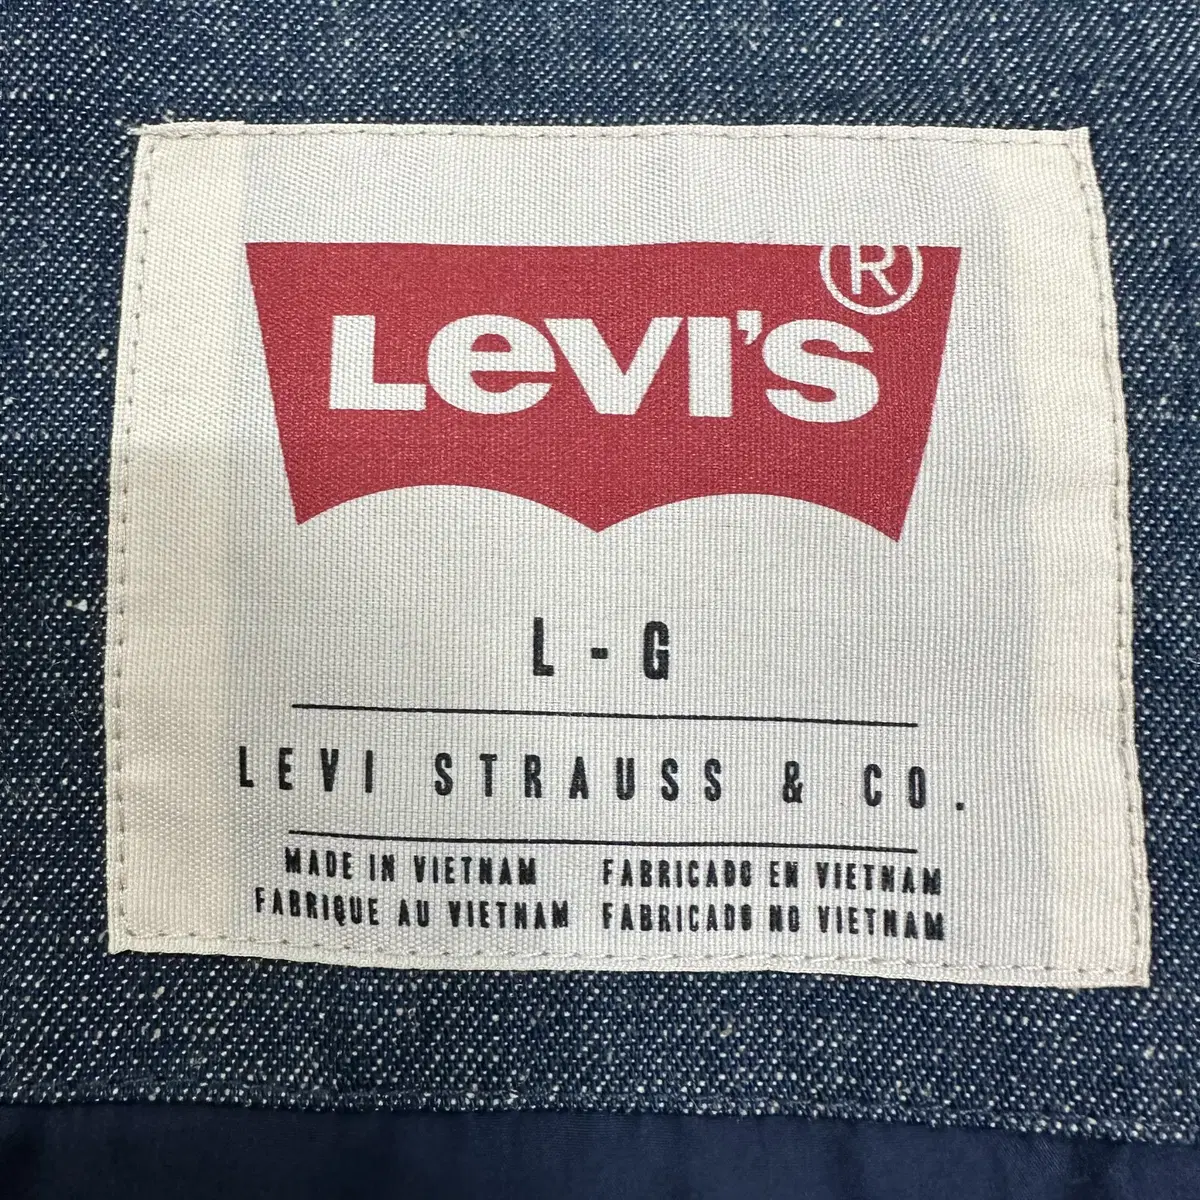 LEVI'S ®
L - G
LEVI STRAUSS & CO.
MADE IN VIETNAM FABRICADO EN VIETNAM
FABRIQUE AU VIETNAM FABRICADO NO VIETNAM